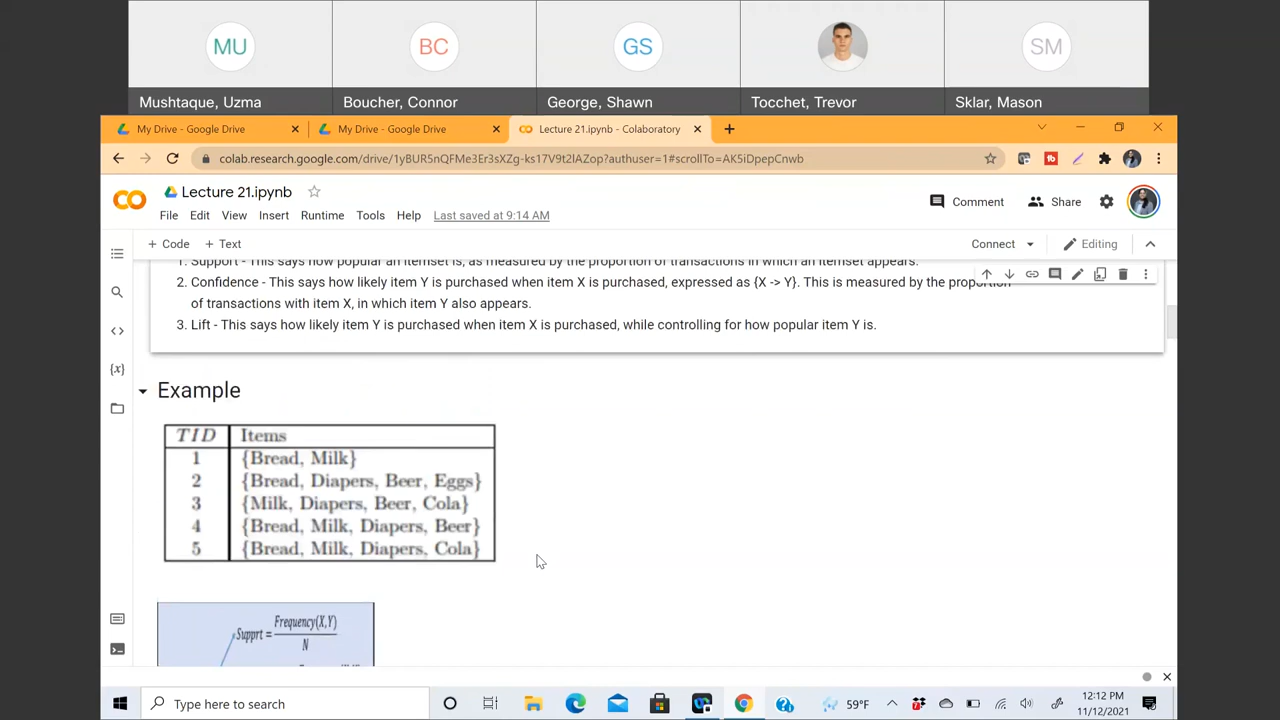 MU
BC
GS
SM
Mushtaque, Uzma
Boucher, Connor
George, Shawn
Tocchet, Trevor
Sklar, Mason
My Drive - Google Drive
My Drive - Google Drive
Lecture 21.ipynb - Colaboratory
colab.research.google.com/drive/1yBUR5nQFMe3Er3sXZg-ks17V9t2lAZop?authuser=1#scrollTo=AK5iDpepCnwb
Lecture 21.ipynb
Comment
Share
File Edit View Insert Runtime Tools Help Last saved at 9:14 AM
+ Code + Text
Connect
Editing
1. Support - This says how popular an itemset is, as measured by the proportion of transactions in which an itemset appears.
2. Confidence - This says how likely item Y is purchased when item X is purchased, expressed as {X -> Y}. This is measured by the proportion
of transactions with item X, in which item Y also appears.
3. Lift - This says how likely item Y is purchased when item X is purchased, while controlling for how popular item Y is.
Example
TID Items
1 {Bread, Milk}
2 {Bread, Diapers, Beer, Eggs}
3 {Milk, Diapers, Beer, Cola}
4 {Bread, Milk, Diapers, Beer}
5 {Bread, Milk, Diapers, Cola}
Supprt = Frequency(X,Y)
N
Type here to search
59°F
12:12 PM
11/12/2021